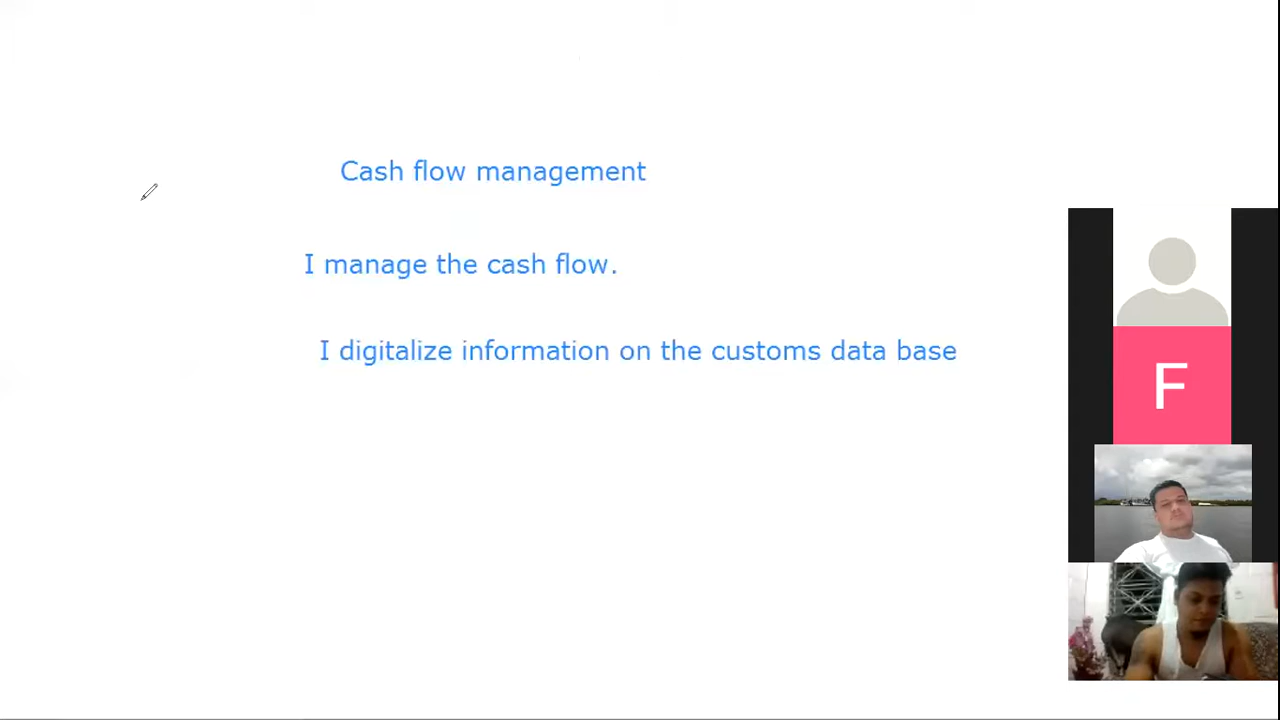 Cash flow management
I manage the cash flow.
I digitalize information on the customs data base
F